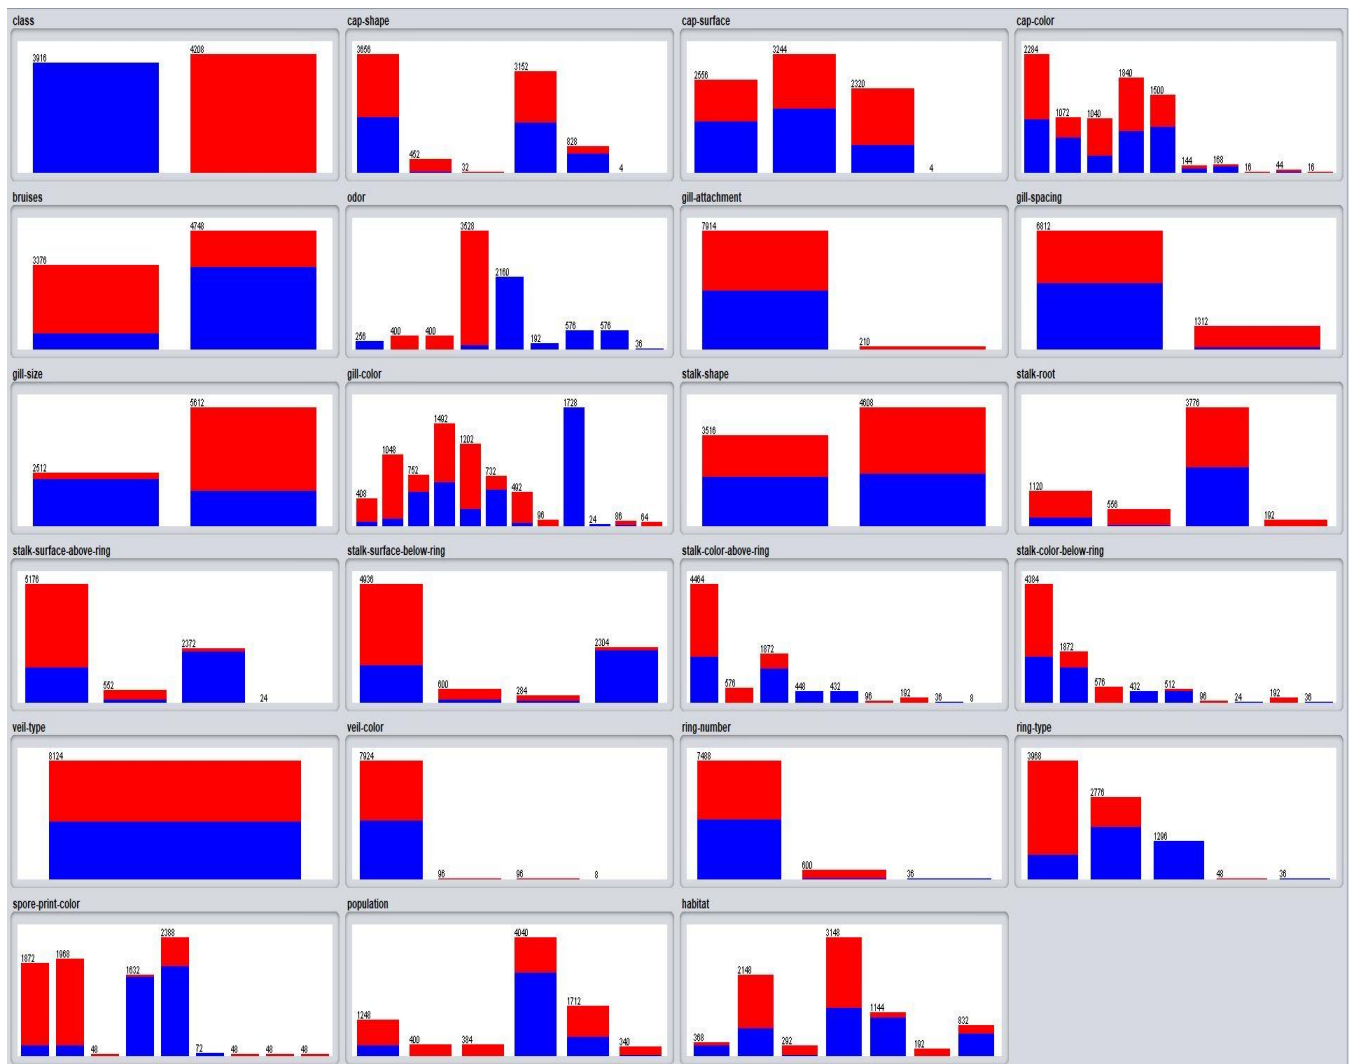 class
3916 4208
cap-shape
3656 452 32 3152 828 4
cap-surface
2556 3244 2320 4
cap-color
2284 1072 1040 1840 1500 144 168 16 44 16
bruises
3376 4748
odor
256 400 400 3528 2160 192 576 576 36
gill-attachment
7914 210
gill-spacing
6812 1312
gill-size
2512 5612
gill-color
408 1048 752 1492 1202 732 492 96 1728 24 86 64
stalk-shape
3516 4608
stalk-root
1120 556 3776 192
stalk-surface-above-ring
5176 552 2372 24
stalk-surface-below-ring
4936 600 284 2304
stalk-color-above-ring
4464 576 1872 448 432 96 192 36 8
stalk-color-below-ring
4384 1872 576 432 512 96 24 192 36
veil-type
8124
veil-color
7924 96 96 8
ring-number
7488 600 36
ring-type
3968 2776 1296 48 36
spore-print-color
1872 1968 48 1632 2388 72 48 48 48
population
1248 400 384 4040 1712 340
habitat
368 2148 292 3148 1144 192 832